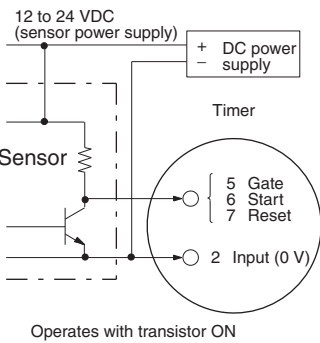 12 to 24 VDC
(sensor power supply)
+ DC power
− supply
Timer
Sensor
5 Gate
6 Start
7 Reset
2 Input (0 V)
Operates with transistor ON